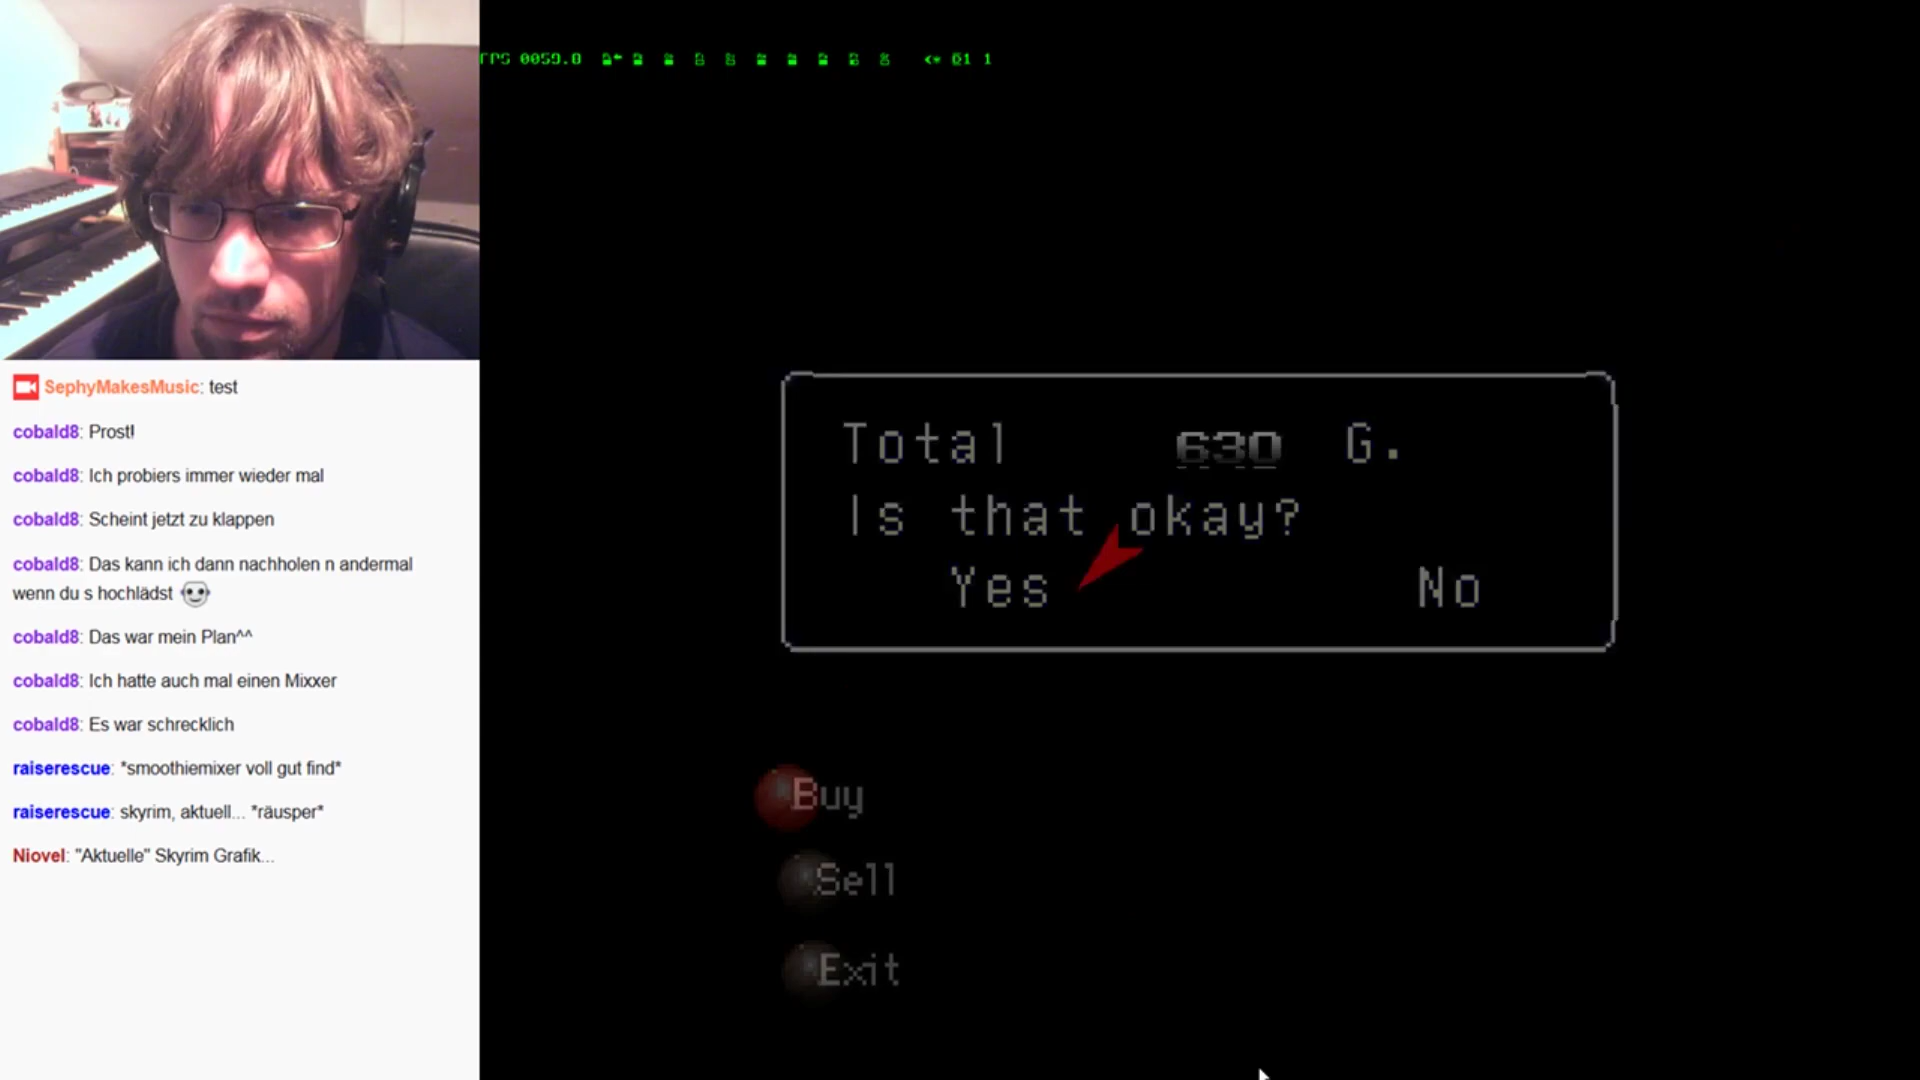 FPS 0059.8
SephyMakesMusic: test
cobald8: Prost!
cobald8: Ich probiers immer wieder mal
cobald8: Scheint jetzt zu klappen
cobald8: Das kann ich dann nachholen n andermal
wenn du s hochlädst
cobald8: Das war mein Plan^^
cobald8: Ich hatte auch mal einen Mixxer
cobald8: Es war schrecklich
raiserescue: *smoothiemixer voll gut find*
raiserescue: skyrim, aktuell... *räusper*
Niovel: "Aktuelle" Skyrim Grafik...
Total 630 G.
Is that okay?
Yes No
Buy
Sell
Exit